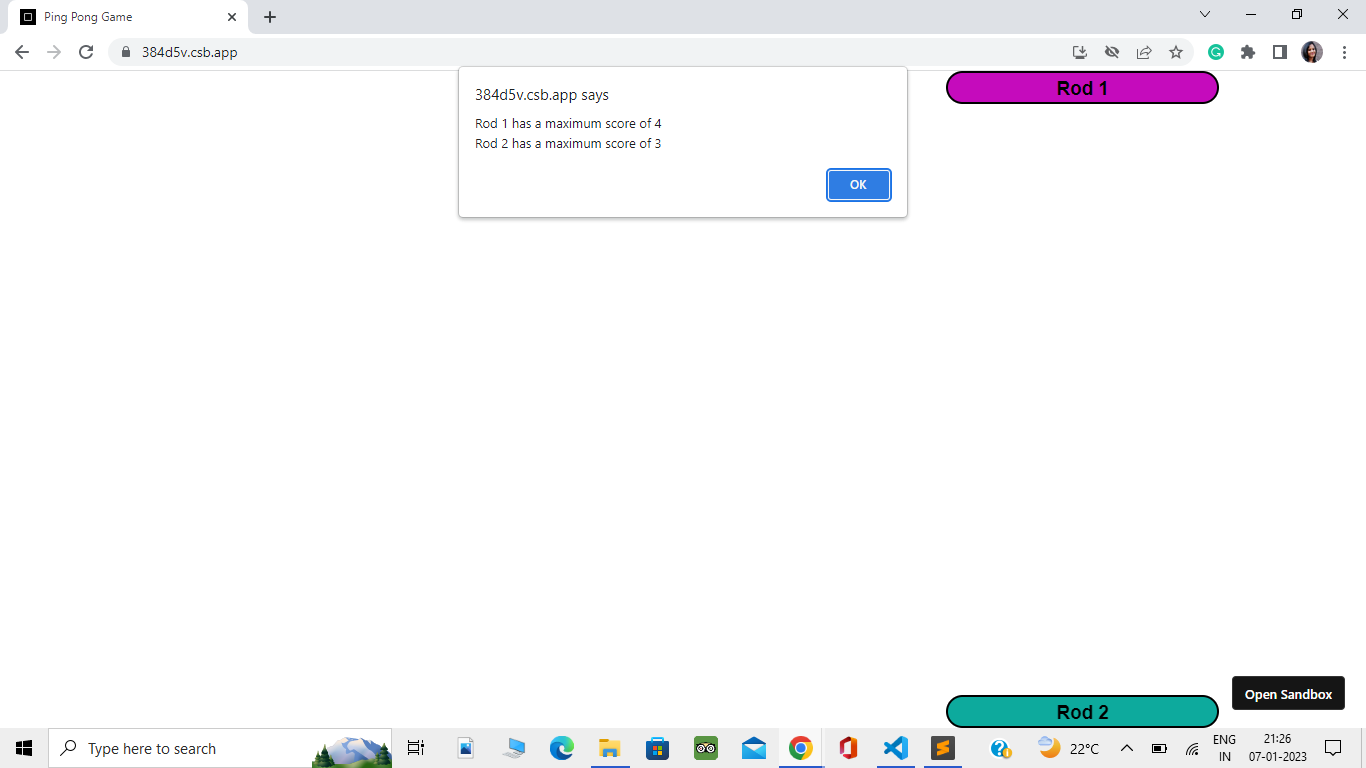 Ping Pong Game
384d5v.csb.app
384d5v.csb.app says
Rod 1 has a maximum score of 4
Rod 2 has a maximum score of 3
OK
Rod 1
Open Sandbox
Rod 2
Type here to search
22°C
ENG
IN
21:26
07-01-2023